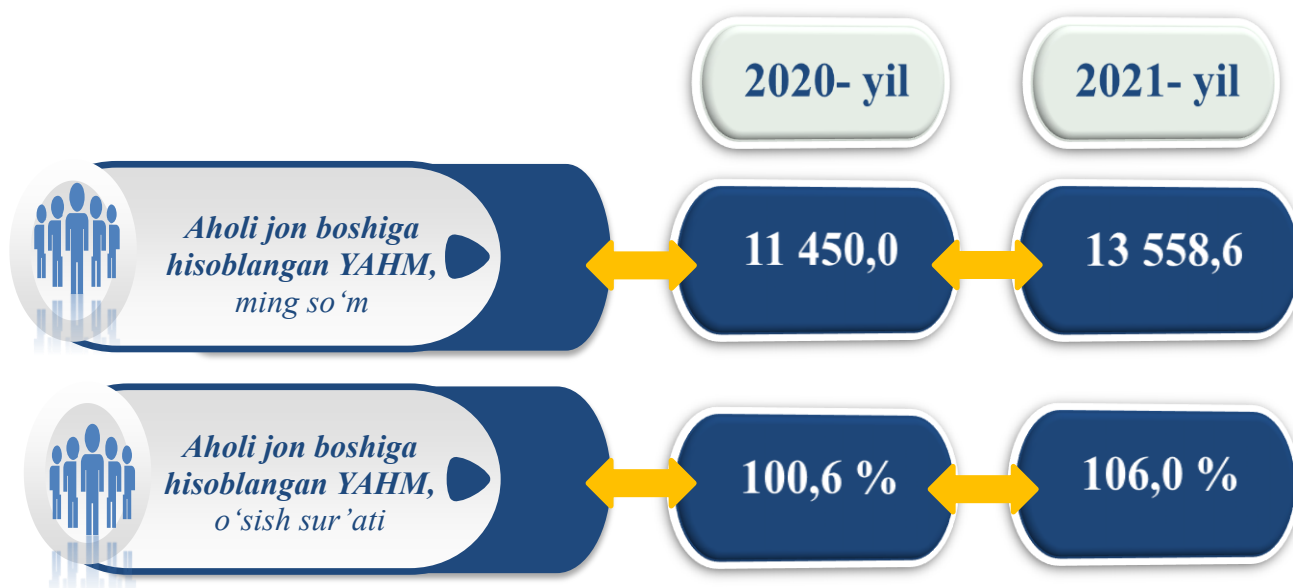 2020- yil
2021- yil
Aholi jon boshiga
hisoblangan YAHM,
ming so‘m
11 450,0
13 558,6
Aholi jon boshiga
hisoblangan YAHM,
o‘sish sur’ati
100,6 %
106,0 %